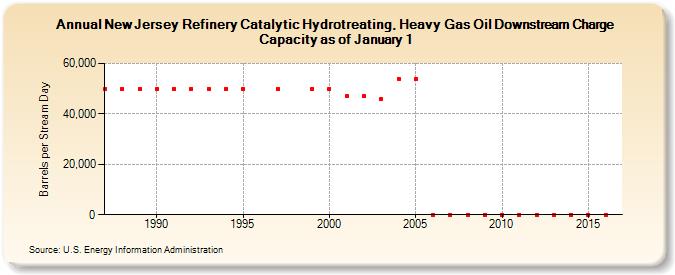 Annual New Jersey Refinery Catalytic Hydrotreating, Heavy Gas Oil Downstream Charge
Capacity as of January 1
Barrels per Stream Day
60,000
40,000
20,000
0
1990 1995 2000 2005 2010 2015
Source: U.S. Energy Information Administration